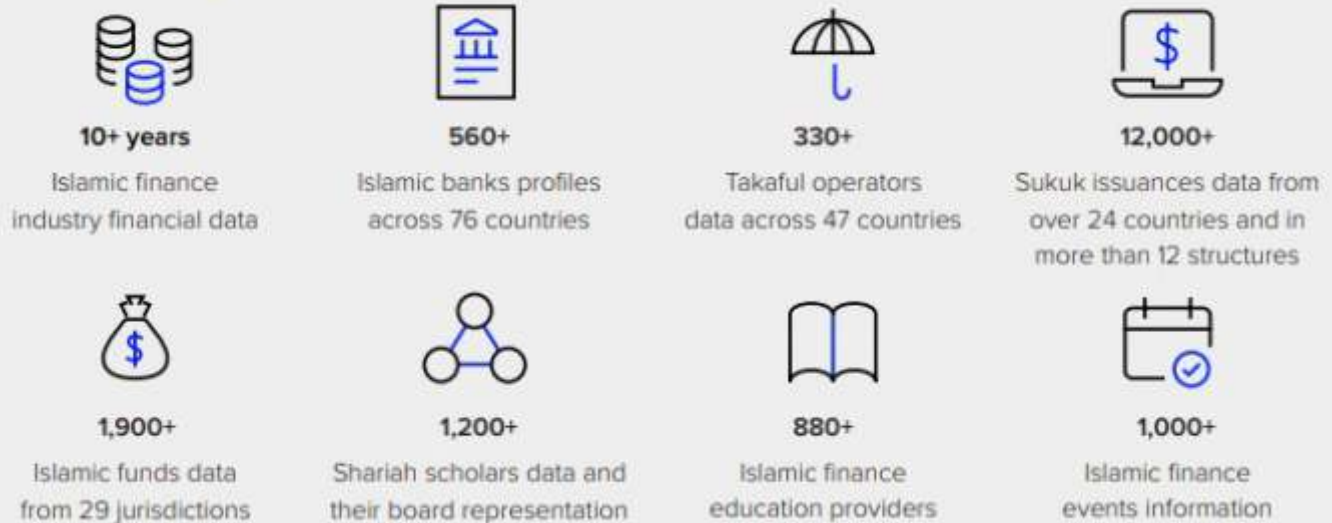 10+ years
Islamic finance
industry financial data
560+
Islamic banks profiles
across 76 countries
330+
Takaful operators
data across 47 countries
12,000+
Sukuk issuances data from
over 24 countries and in
more than 12 structures
1,900+
Islamic funds data
from 29 jurisdictions
1,200+
Shariah scholars data and
their board representation
880+
Islamic finance
education providers
1,000+
Islamic finance
events information